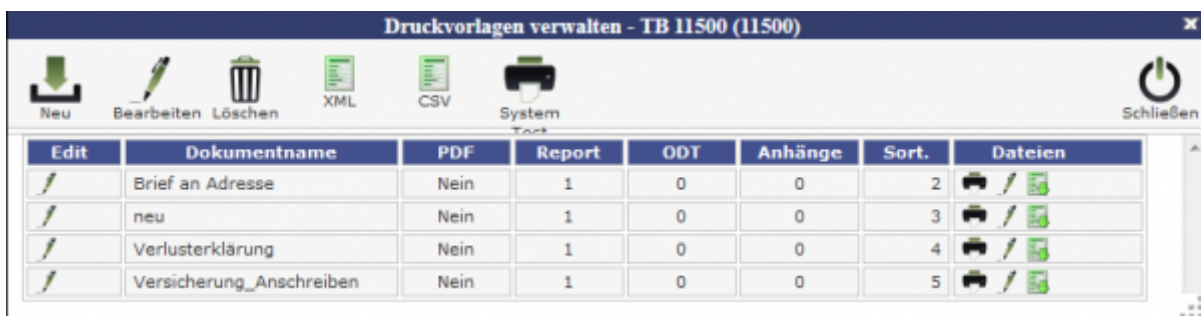 Druckvorlagen verwalten - TB 11500 (11500)
Neu Bearbeiten Löschen XML CSV System Test Schließen
Edit Dokumentname PDF Report ODT Anhänge Sort. Dateien
Brief an Adresse Nein 1 0 0 2
neu Nein 1 0 0 3
Verlusterklärung Nein 1 0 0 4
Versicherung_Anschreiben Nein 1 0 0 5